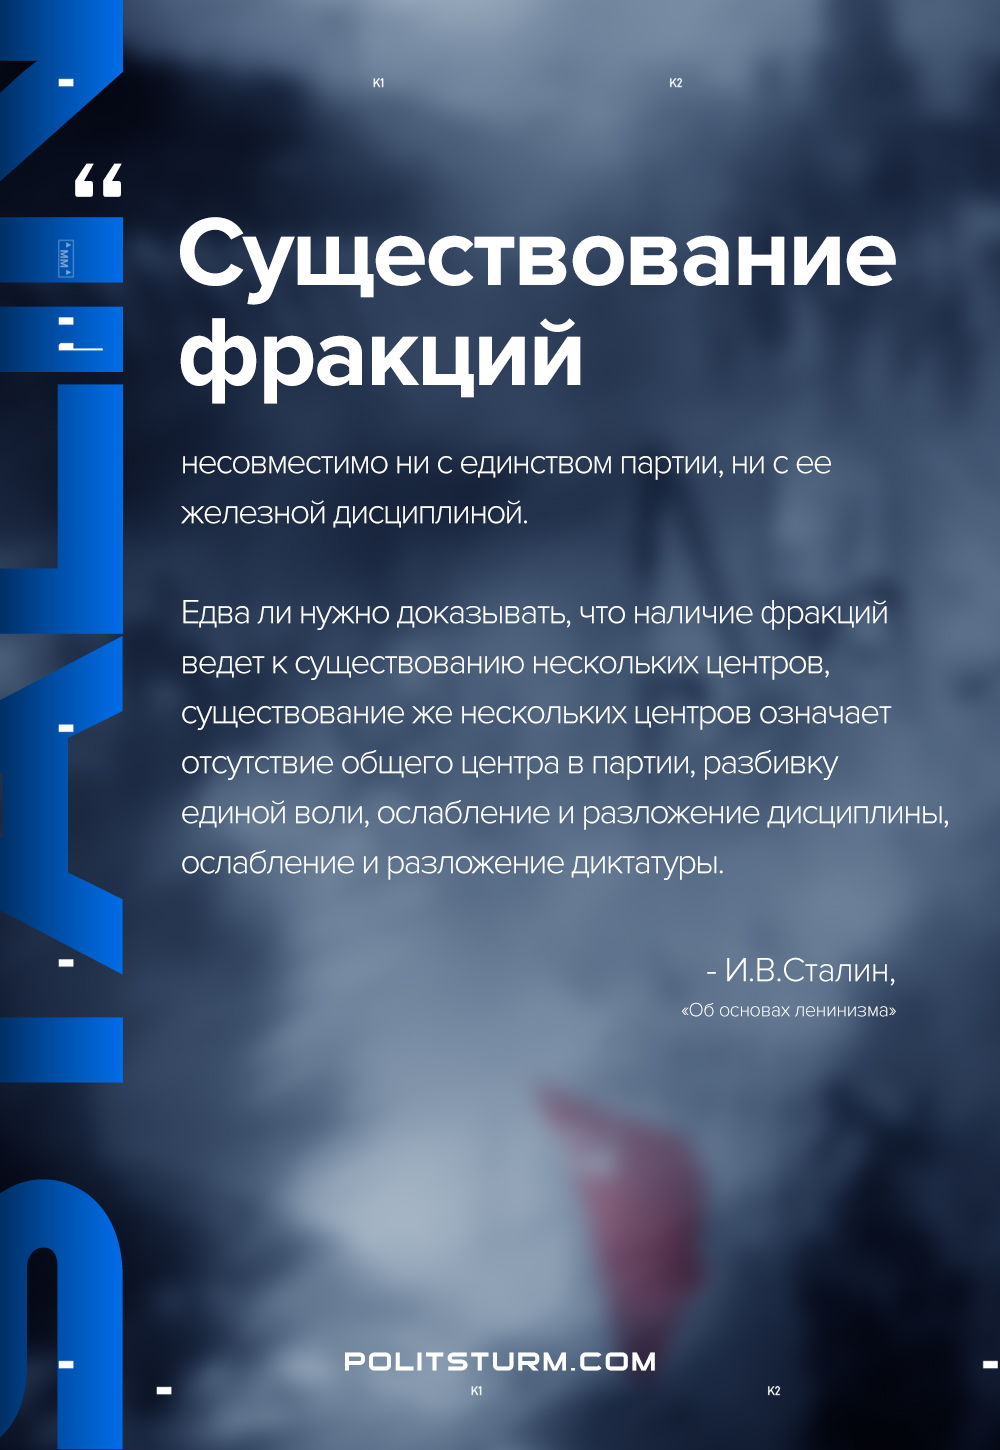 K1 K2
“
Существование
фракций
несовместимо ни с единством партии, ни с ее
железной дисциплиной.
Едва ли нужно доказывать, что наличие фракций
ведет к существованию нескольких центров,
существование же нескольких центров означает
отсутствие общего центра в партии, разбивку
единой воли, ослабление и разложение дисциплины,
ослабление и разложение диктатуры.
- И.В.Сталин,
«Об основах ленинизма»
POLITSTURM.COM
K1 K2
STALIN
MM